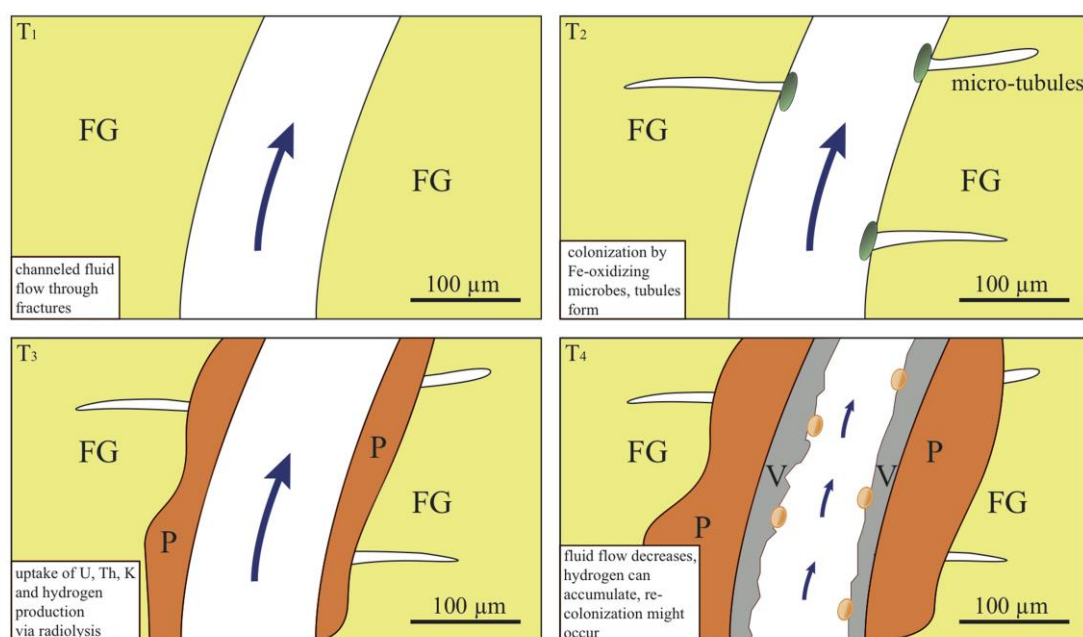 T1
FG
FG
channeled fluid
flow through
fractures
100 µm
T2
micro-tubules
FG
FG
colonization by
Fe-oxidizing
microbes, tubules
form
100 µm
T3
FG
P
P
FG
uptake of U, Th, K
and hydrogen
production
via radiolysis
100 µm
T4
FG
P
V
V
P
FG
fluid flow decreases,
hydrogen can
accumulate, re-
colonization might
occur
100 µm